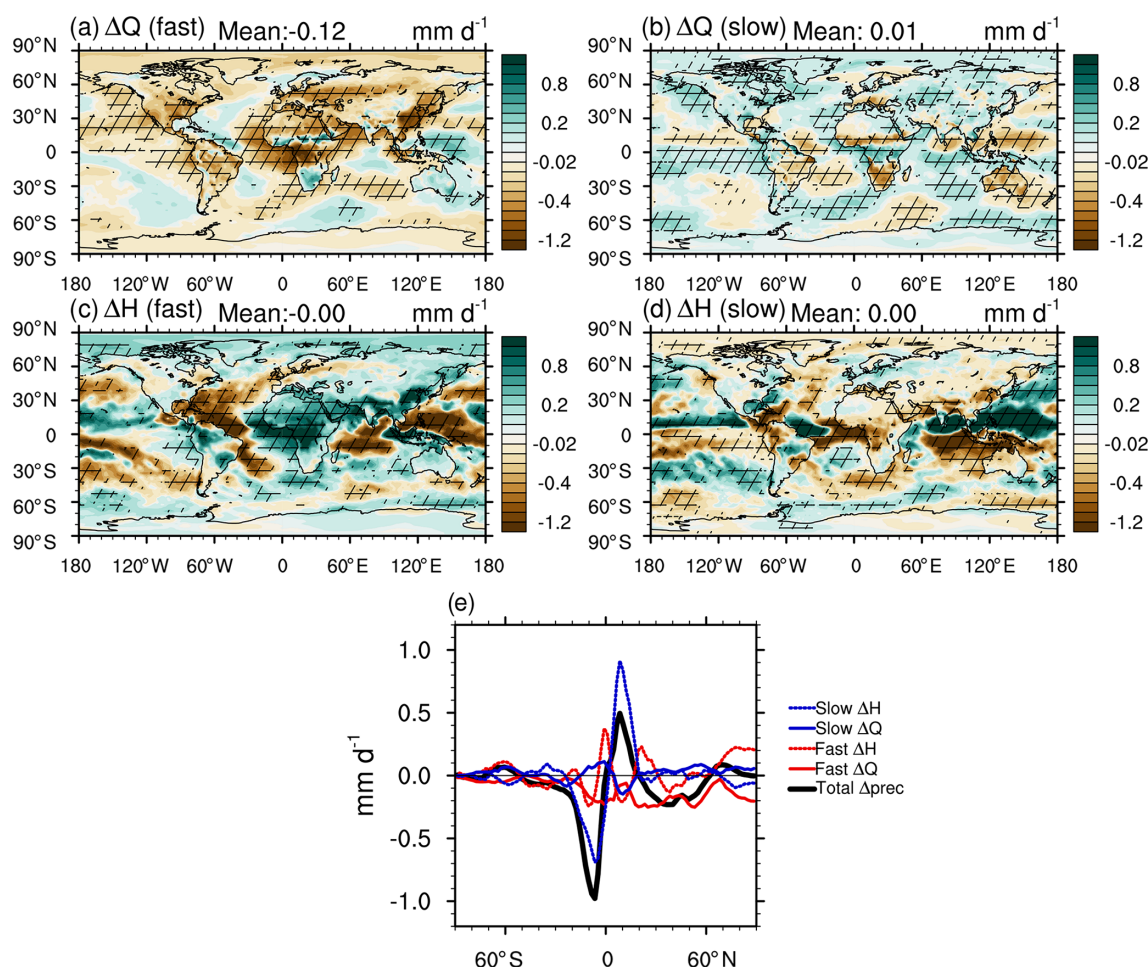 (a) ΔQ (fast) Mean:-0.12 mm d⁻¹
90°N
60°N
30°N
0
30°S
60°S
90°S
180 120°W 60°W 0 60°E 120°E 180
0.8
0.2
-0.02
-0.4
-1.2
(b) ΔQ (slow) Mean: 0.01 mm d⁻¹
90°N
60°N
30°N
0
30°S
60°S
90°S
180 120°W 60°W 0 60°E 120°E 180
0.8
0.2
-0.02
-0.4
-1.2
(c) ΔH (fast) Mean:-0.00 mm d⁻¹
90°N
60°N
30°N
0
30°S
60°S
90°S
180 120°W 60°W 0 60°E 120°E 180
0.8
0.2
-0.02
-0.4
-1.2
(d) ΔH (slow) Mean: 0.00 mm d⁻¹
90°N
60°N
30°N
0
30°S
60°S
90°S
180 120°W 60°W 0 60°E 120°E 180
0.8
0.2
-0.02
-0.4
-1.2
(e)
mm d⁻¹
1.0
0.5
0.0
-0.5
-1.0
60°S 0 60°N
Slow ΔH
Slow ΔQ
Fast ΔH
Fast ΔQ
Total Δprec